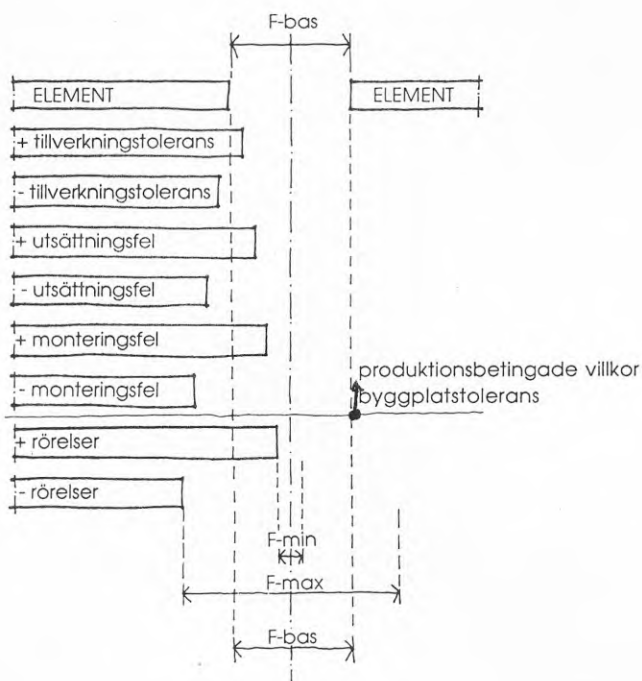 F-bas
ELEMENT
ELEMENT
+ tillverkningstolerans
- tillverkningstolerans
+ utsättningsfel
- utsättningsfel
+ monteringsfel
- monteringsfel
produktionsbetingade villkor
byggplatstolerans
+ rörelser
- rörelser
F-min
F-max
F-bas